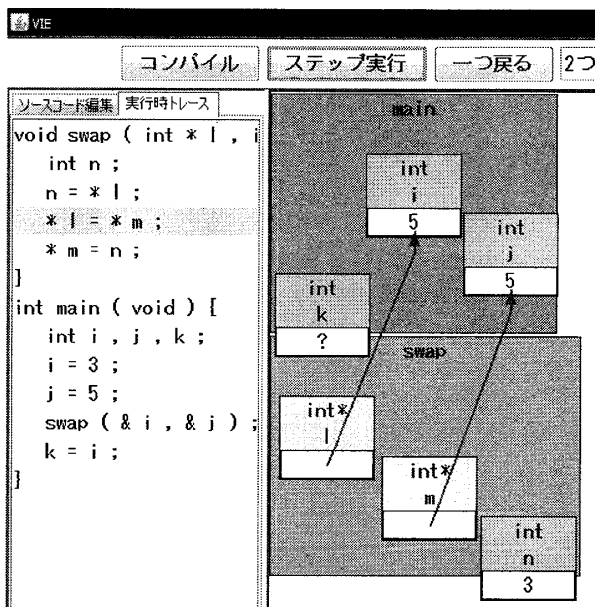 VIE
コンパイル ステップ実行 一つ戻る 2つ
ソースコード編集 実行時トレース
void swap ( int * l , i
int n ;
n = * l ;
* l = * m ;
* m = n ;
}
int main ( void ) {
int i , j , k ;
i = 3 ;
j = 5 ;
swap ( & i , & j ) ;
k = i ;
}
main
int
i
5
int
j
5
int
k
?
swap
int*
l
int*
m
int
n
3